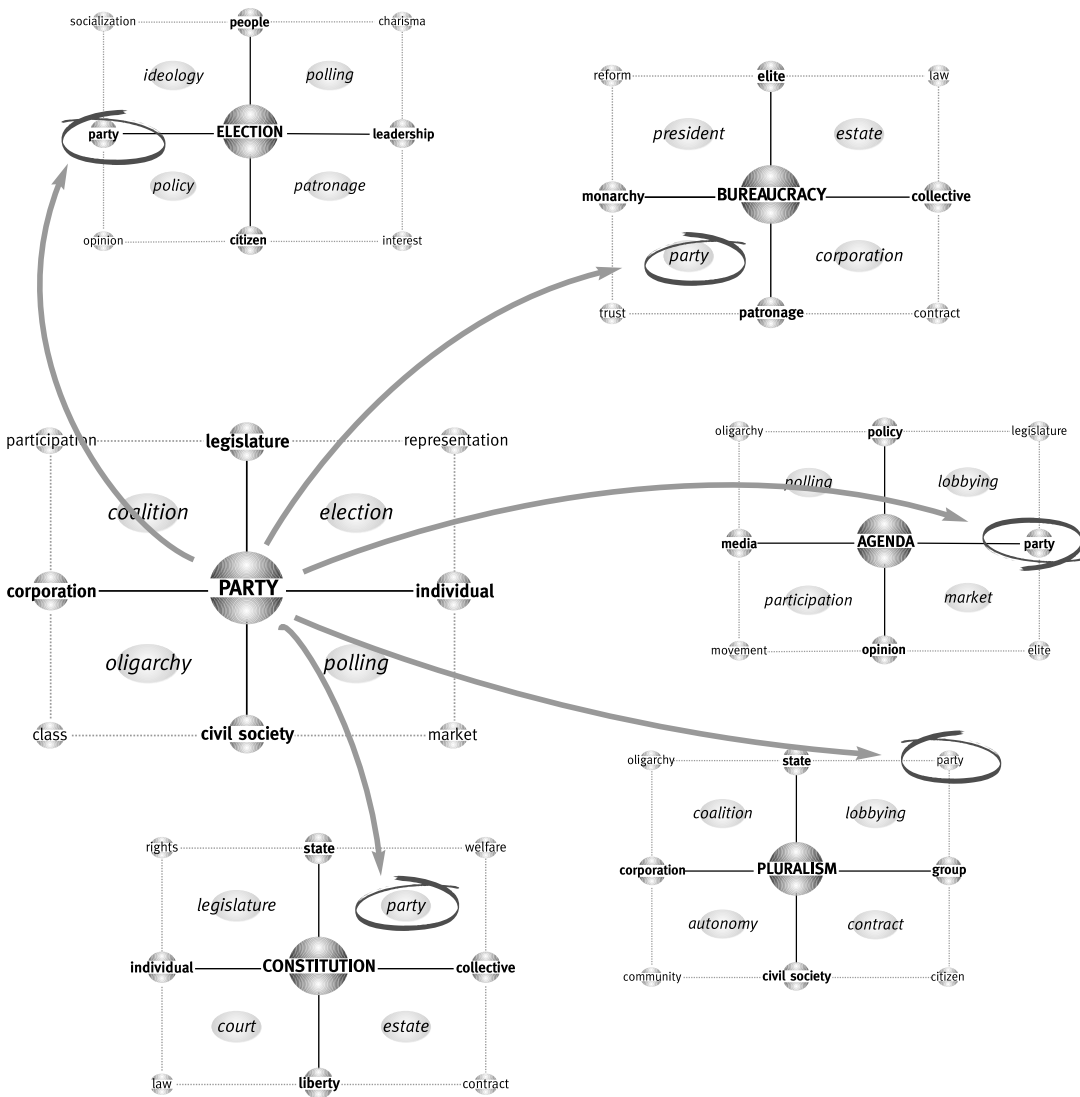 socialization people charisma
ideology polling
party ELECTION leadership
policy patronage
opinion citizen interest
reform elite law
president estate
monarchy BUREAUCRACY collective
party corporation
trust patronage contract
participation legislature representation
coalition election
corporation PARTY individual
oligarchy polling
class civil society market
oligarchy policy legislature
polling lobbying
media AGENDA party
participation market
movement opinion elite
oligarchy state party
coalition lobbying
corporation PLURALISM group
autonomy contract
community civil society citizen
rights state welfare
legislature party
individual CONSTITUTION collective
court estate
law liberty contract